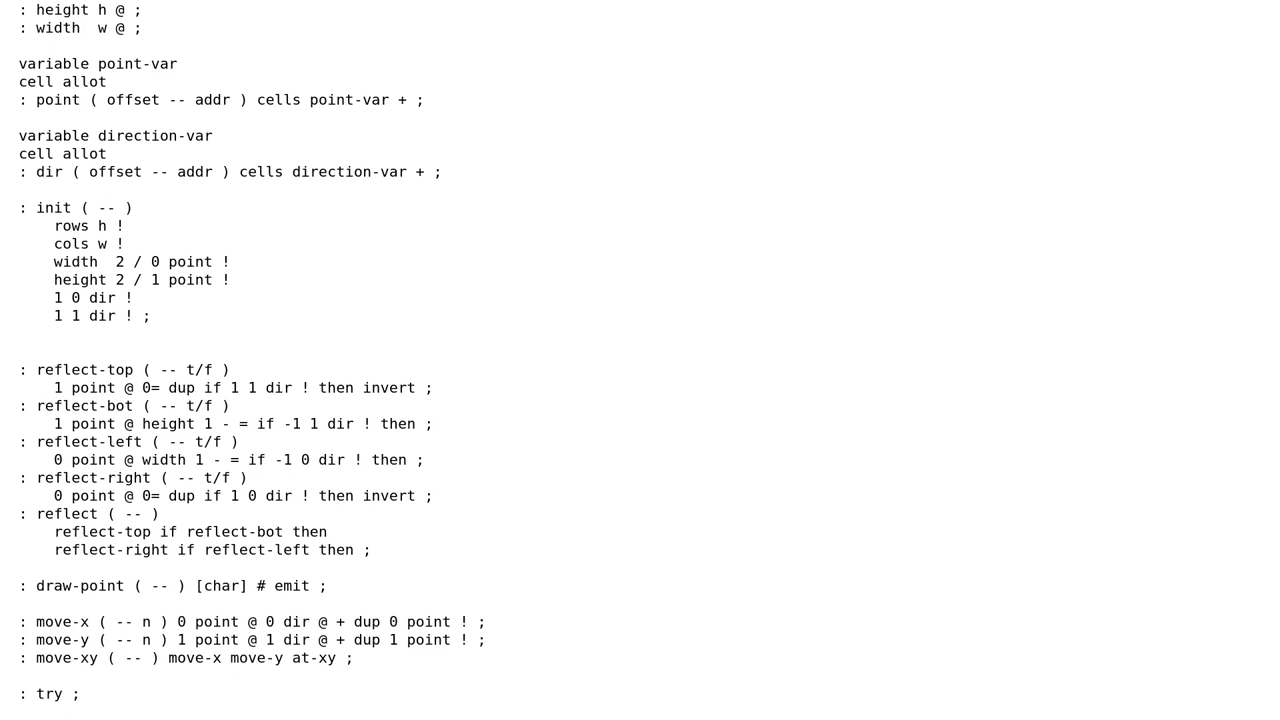 : height h @ ;
: width  w @ ;

variable point-var
cell allot
: point ( offset -- addr ) cells point-var + ;

variable direction-var
cell allot
: dir ( offset -- addr ) cells direction-var + ;

: init ( -- )
    rows h !
    cols w !
    width  2 / 0 point !
    height 2 / 1 point !
    1 0 dir !
    1 1 dir ! ;


: reflect-top ( -- t/f )
    1 point @ 0= dup if 1 1 dir ! then invert ;
: reflect-bot ( -- t/f )
    1 point @ height 1 - = if -1 1 dir ! then ;
: reflect-left ( -- t/f )
    0 point @ width 1 - = if -1 0 dir ! then ;
: reflect-right ( -- t/f )
    0 point @ 0= dup if 1 0 dir ! then invert ;
: reflect ( -- )
    reflect-top if reflect-bot then
    reflect-right if reflect-left then ;

: draw-point ( -- ) [char] # emit ;

: move-x ( -- n ) 0 point @ 0 dir @ + dup 0 point ! ;
: move-y ( -- n ) 1 point @ 1 dir @ + dup 1 point ! ;
: move-xy ( -- ) move-x move-y at-xy ;

: try ;